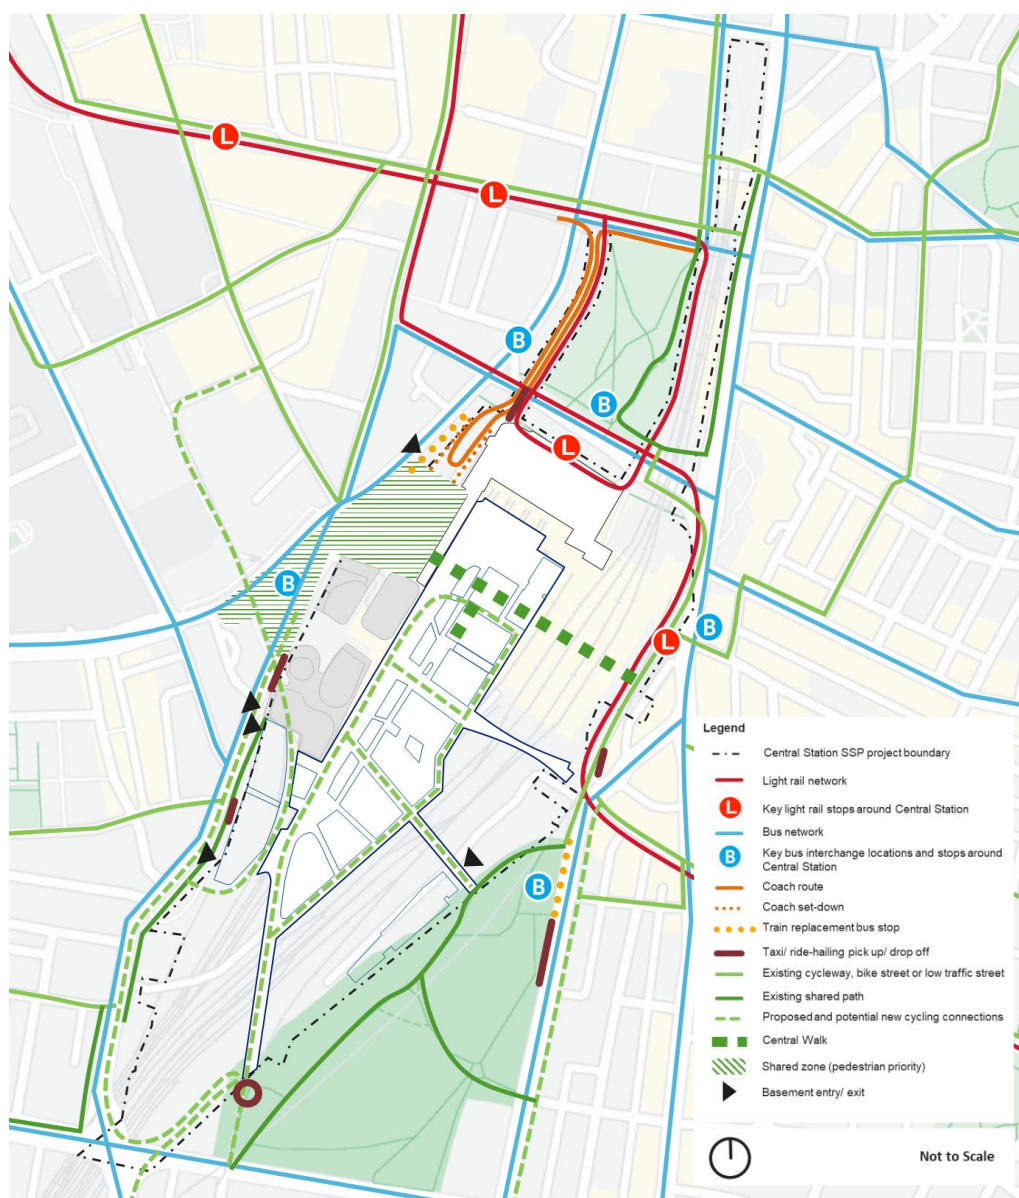 L
L
B
B
L
B
L
B
B
Legend
Central Station SSP project boundary
Light rail network
L
Key light rail stops around Central Station
Bus network
B
Key bus interchange locations and stops around
Central Station
Coach route
Coach set-down
Train replacement bus stop
Taxi/ ride-hailing pick up/ drop off
Existing cycleway, bike street or low traffic street
Existing shared path
Proposed and potential new cycling connections
Central Walk
Shared zone (pedestrian priority)
Basement entry/ exit
Not to Scale